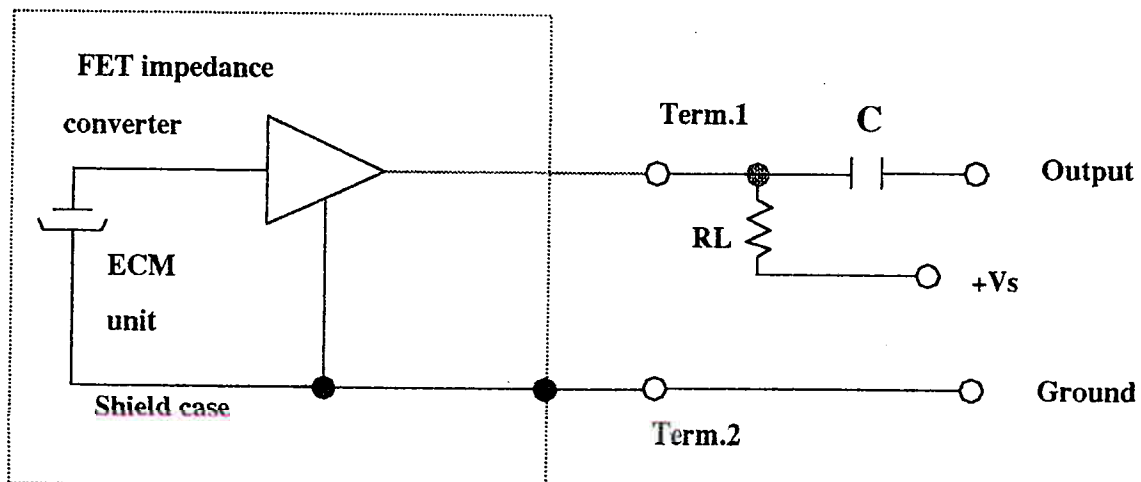 FET impedance
converter
Term.1
C
Output
RL
+Vs
ECM
unit
Shield case
Term.2
Ground